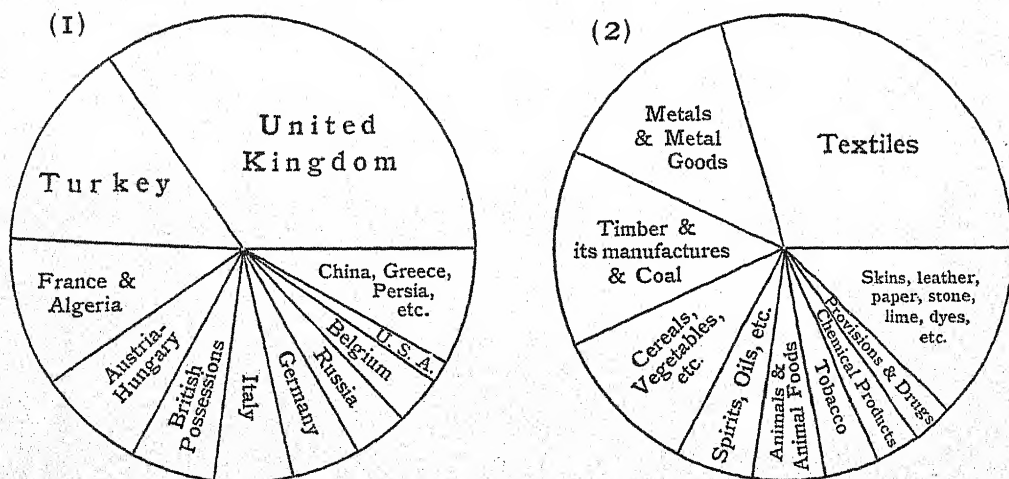 (1)
United
Kingdom
Turkey
France &
Algeria
Austria-
Hungary
British
Possessions
Italy
Germany
Russia
Belgium
U. S. A.
China, Greece,
Persia,
etc.
(2)
Textiles
Metals
& Metal
Goods
Timber &
its manufactures
& Coal
Cereals,
Vegetables,
etc.
Spirits, Oils, etc.
Animals &
Animal Foods
Tobacco
Chemical Products
Provisions & Drugs
Skins, leather,
paper, stone,
lime, dyes,
etc.